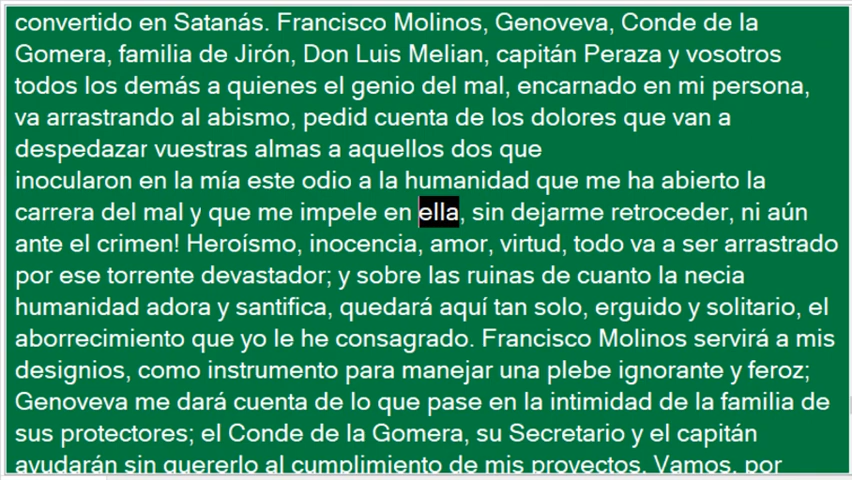 convertido en Satanás. Francisco Molinos, Genoveva, Conde de la
Gomera, familia de Jirón, Don Luis Melian, capitán Peraza y vosotros
todos los demás a quienes el genio del mal, encarnado en mi persona,
va arrastrando al abismo, pedid cuenta de los dolores que van a
despedazar vuestras almas a aquellos dos que
inocularon en la mía este odio a la humanidad que me ha abierto la
carrera del mal y que me impele en ella, sin dejarme retroceder, ni aún
ante el crimen! Heroísmo, inocencia, amor, virtud, todo va a ser arrastrado
por ese torrente devastador; y sobre las ruinas de cuanto la necia
humanidad adora y santifica, quedará aquí tan solo, erguido y solitario, el
aborrecimiento que yo le he consagrado. Francisco Molinos servirá a mis
designios, como instrumento para manejar una plebe ignorante y feroz;
Genoveva me dará cuenta de lo que pase en la intimidad de la familia de
sus protectores; el Conde de la Gomera, su Secretario y el capitán
ayudarán sin quererlo al cumplimiento de mis proyectos. Vamos, por